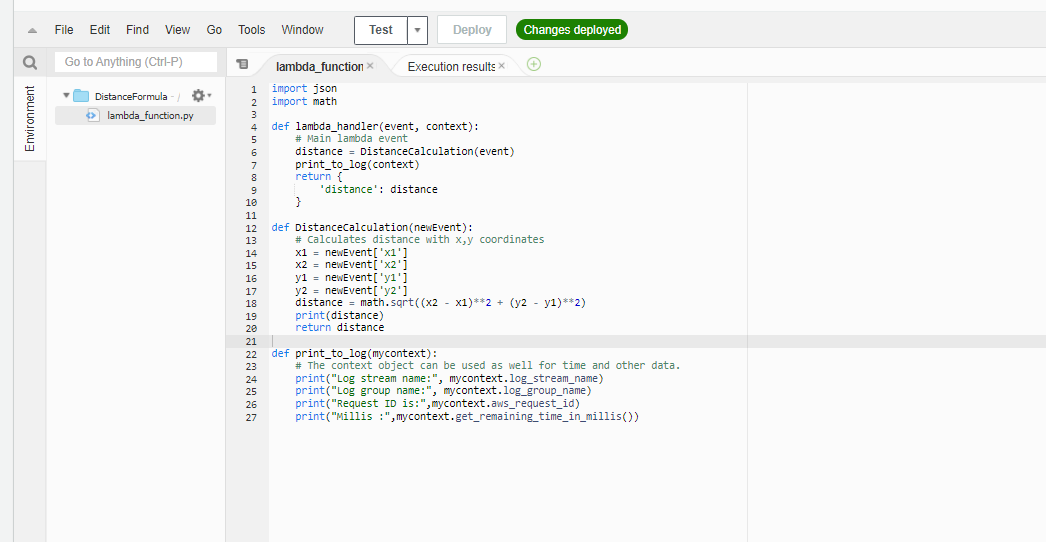 File Edit Find View Go Tools Window Test Deploy Changes deployed
Go to Anything (Ctrl-P)
lambda_function
Execution results
Environment
DistanceFormula - /
lambda_function.py
1 import json
2 import math
3
4 def lambda_handler(event, context):
5     # Main lambda event
6     distance = DistanceCalculation(event)
7     print_to_log(context)
8     return {
9         'distance': distance
10     }
11
12 def DistanceCalculation(newEvent):
13     # Calculates distance with x,y coordinates
14     x1 = newEvent['x1']
15     x2 = newEvent['x2']
16     y1 = newEvent['y1']
17     y2 = newEvent['y2']
18     distance = math.sqrt((x2 - x1)**2 + (y2 - y1)**2)
19     print(distance)
20     return distance
21
22 def print_to_log(mycontext):
23     # The context object can be used as well for time and other data.
24     print("Log stream name:", mycontext.log_stream_name)
25     print("Log group name:", mycontext.log_group_name)
26     print("Request ID is:",mycontext.aws_request_id)
27     print("Millis :",mycontext.get_remaining_time_in_millis())